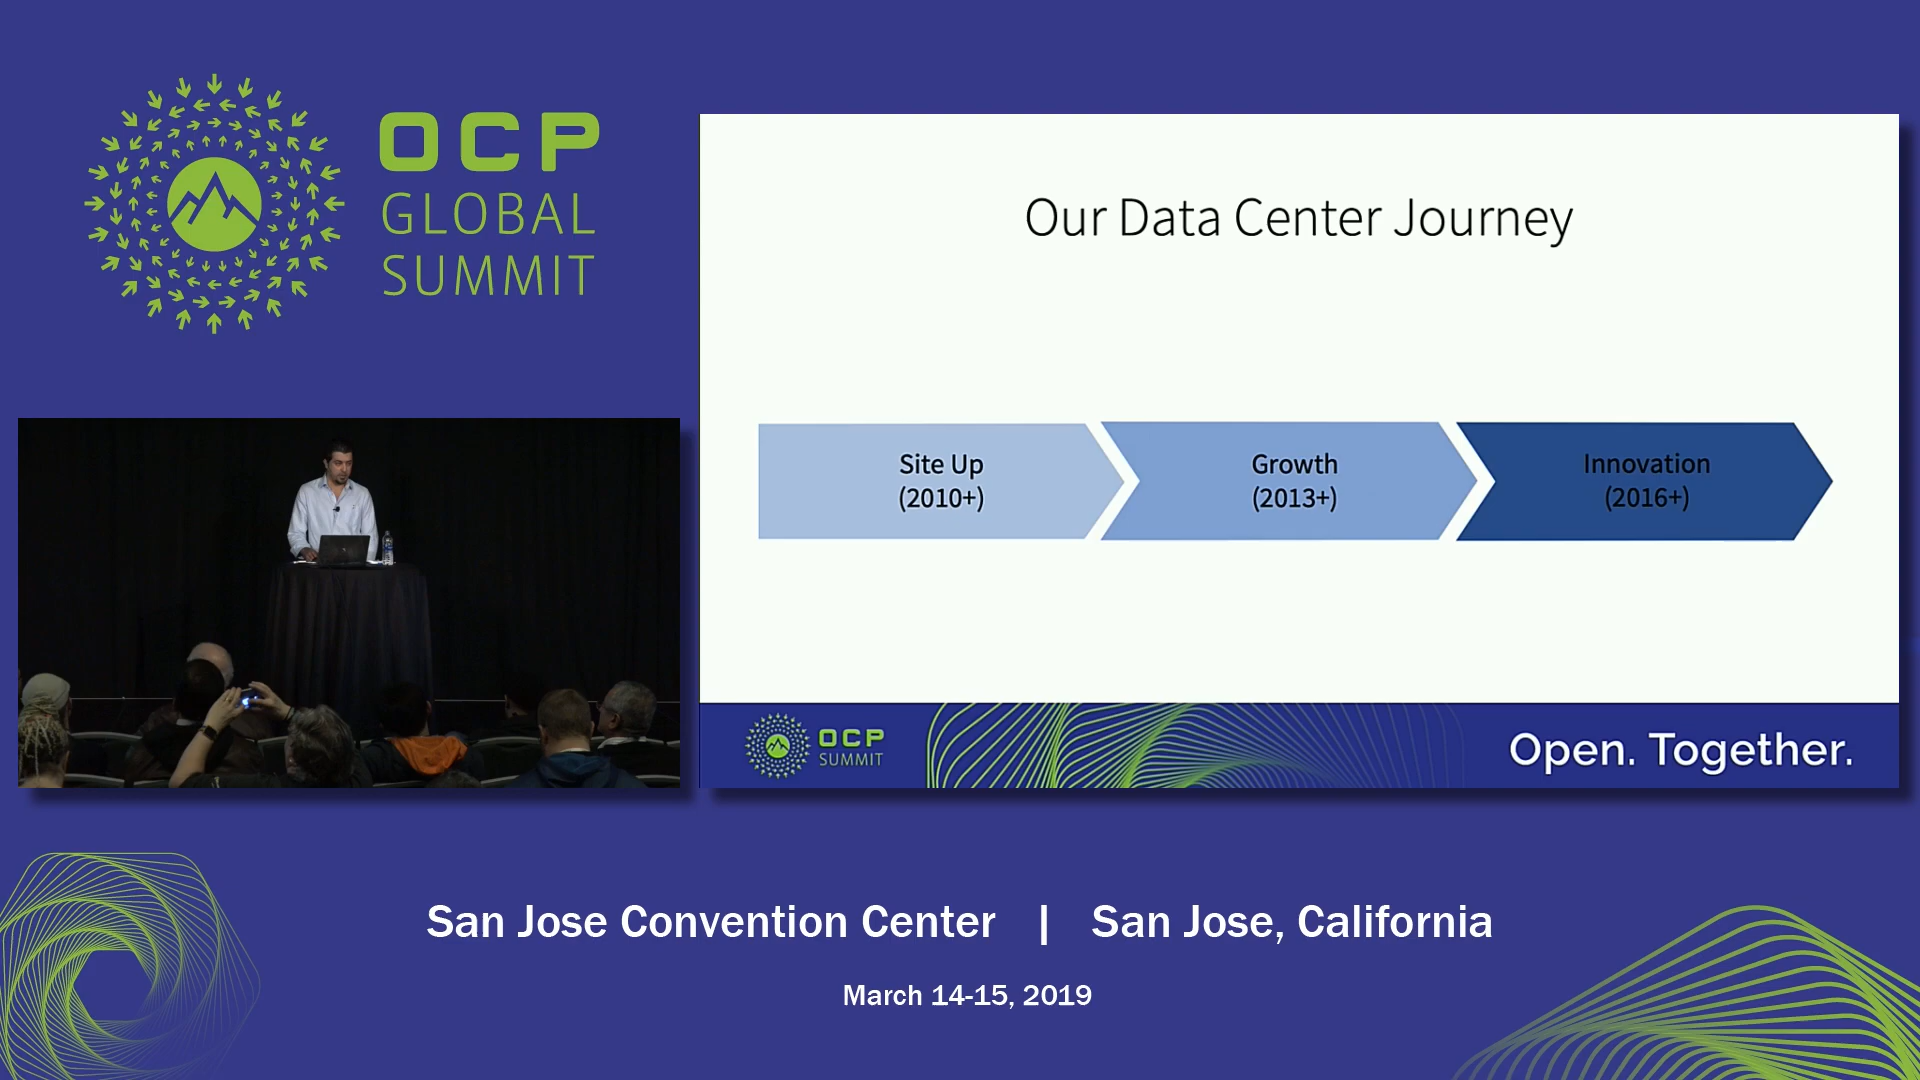 OCP
GLOBAL
SUMMIT
Our Data Center Journey
Site Up
(2010+)
Growth
(2013+)
Innovation
(2016+)
OCP
SUMMIT
Open. Together.
San Jose Convention Center | San Jose, California
March 14-15, 2019